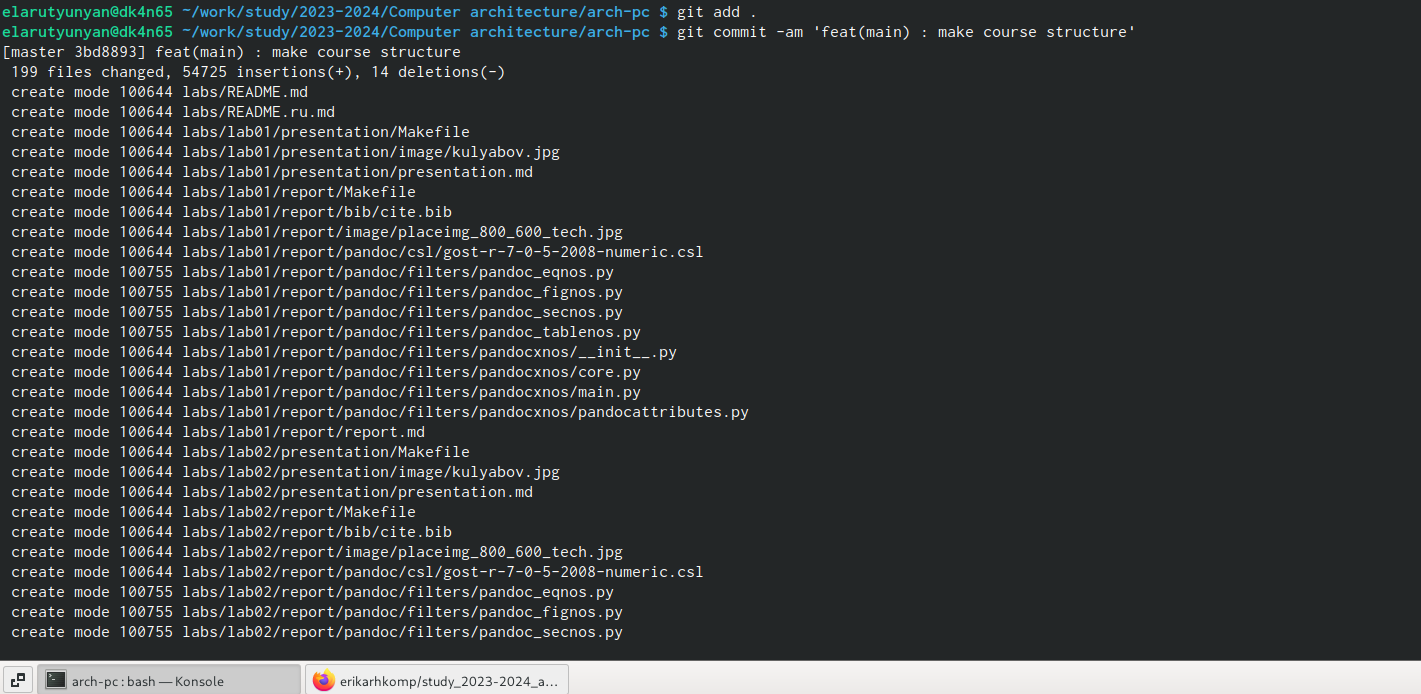 elarutyunyan@dk4n65 ~/work/study/2023-2024/Computer architecture/arch-pc $ git add .
elarutyunyan@dk4n65 ~/work/study/2023-2024/Computer architecture/arch-pc $ git commit -am 'feat(main) : make course structure'
[master 3bd8893] feat(main) : make course structure
 199 files changed, 54725 insertions(+), 14 deletions(-)
 create mode 100644 labs/README.md
 create mode 100644 labs/README.ru.md
 create mode 100644 labs/lab01/presentation/Makefile
 create mode 100644 labs/lab01/presentation/image/kulyabov.jpg
 create mode 100644 labs/lab01/presentation/presentation.md
 create mode 100644 labs/lab01/report/Makefile
 create mode 100644 labs/lab01/report/bib/cite.bib
 create mode 100644 labs/lab01/report/image/placeimg_800_600_tech.jpg
 create mode 100644 labs/lab01/report/pandoc/csl/gost-r-7-0-5-2008-numeric.csl
 create mode 100755 labs/lab01/report/pandoc/filters/pandoc_eqnos.py
 create mode 100755 labs/lab01/report/pandoc/filters/pandoc_fignos.py
 create mode 100755 labs/lab01/report/pandoc/filters/pandoc_secnos.py
 create mode 100755 labs/lab01/report/pandoc/filters/pandoc_tablenos.py
 create mode 100644 labs/lab01/report/pandoc/filters/pandocxnos/__init__.py
 create mode 100644 labs/lab01/report/pandoc/filters/pandocxnos/core.py
 create mode 100644 labs/lab01/report/pandoc/filters/pandocxnos/main.py
 create mode 100644 labs/lab01/report/pandoc/filters/pandocxnos/pandocattributes.py
 create mode 100644 labs/lab01/report/report.md
 create mode 100644 labs/lab02/presentation/Makefile
 create mode 100644 labs/lab02/presentation/image/kulyabov.jpg
 create mode 100644 labs/lab02/presentation/presentation.md
 create mode 100644 labs/lab02/report/Makefile
 create mode 100644 labs/lab02/report/bib/cite.bib
 create mode 100644 labs/lab02/report/image/placeimg_800_600_tech.jpg
 create mode 100644 labs/lab02/report/pandoc/csl/gost-r-7-0-5-2008-numeric.csl
 create mode 100755 labs/lab02/report/pandoc/filters/pandoc_eqnos.py
 create mode 100755 labs/lab02/report/pandoc/filters/pandoc_fignos.py
 create mode 100755 labs/lab02/report/pandoc/filters/pandoc_secnos.py
arch-pc : bash — Konsole
erikarhkomp/study_2023-2024_a...